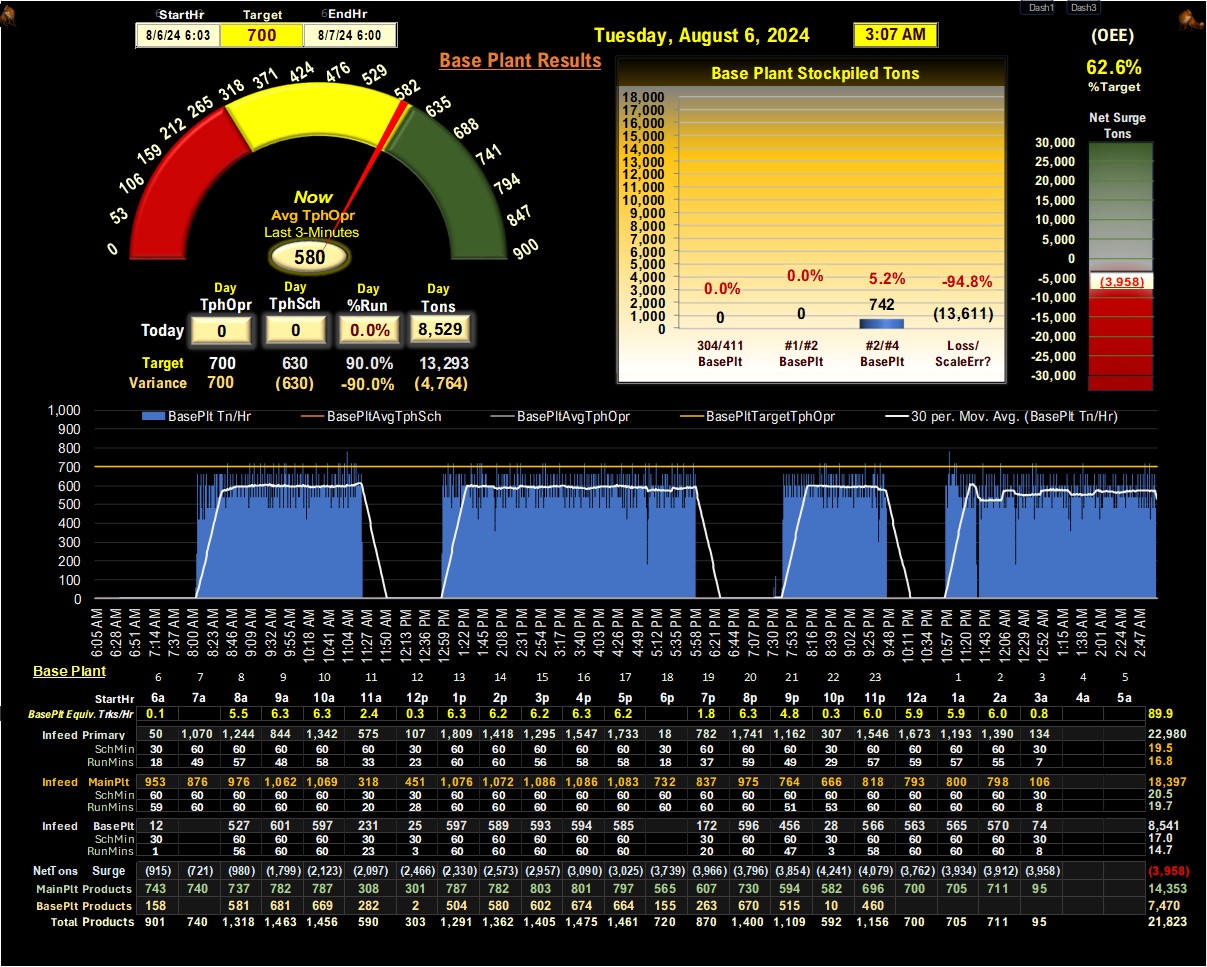 Dash1 Dash3
StartHr Target EndHr
8/6/24 6:03 700 8/7/24 6:00
Tuesday, August 6, 2024 3:07 AM
Base Plant Results
(OEE)
62.6%
%Target
Net Surge
Tons
30,000
25,000
20,000
15,000
10,000
5,000
0
-5,000
-10,000
-15,000
-20,000
-25,000
-30,000
(3,958)
0 53 106 159 212 265 318 371 424 476 529 582 635 688 741 794 847 900
Now
Avg TphOpr
Last 3-Minutes
580
Day Day Day Day
TphOpr TphSch %Run Tons
Today 0 0 0.0% 8,529
Target 700 630 90.0% 13,293
Variance 700 (630) -90.0% (4,764)
Base Plant Stockpiled Tons
18,000
17,000
16,000
15,000
14,000
13,000
12,000
11,000
10,000
9,000
8,000
7,000
6,000
5,000
4,000
3,000
2,000
1,000
0
0.0% 0.0% 5.2% -94.8%
0 0 742 (13,611)
304/411 #1/#2 #2/#4 Loss/
BasePlt BasePlt BasePlt ScaleErr?
BasePlt Tn/Hr BasePltAvgTphSch BasePltAvgTphOpr BasePltTargetTphOpr 30 per. Mov. Avg. (BasePlt Tn/Hr)
1,000
900
800
700
600
500
400
300
200
100
0
6:05 AM 6:28 AM 6:51 AM 7:14 AM 7:37 AM 8:00 AM 8:23 AM 8:46 AM 9:09 AM 9:32 AM 9:55 AM 10:18 AM 10:41 AM 11:04 AM 11:27 AM 11:50 AM 12:13 PM 12:36 PM 12:59 PM 1:22 PM 1:45 PM 2:08 PM 2:31 PM 2:54 PM 3:17 PM 3:40 PM 4:03 PM 4:26 PM 4:49 PM 5:12 PM 5:35 PM 5:58 PM 6:21 PM 6:44 PM 7:07 PM 7:30 PM 7:53 PM 8:16 PM 8:39 PM 9:02 PM 9:25 PM 9:48 PM 10:11 PM 10:34 PM 10:57 PM 11:20 PM 11:43 PM 12:06 AM 12:29 AM 12:52 AM 1:15 AM 1:38 AM 2:01 AM 2:24 AM 2:47 AM
Base Plant
6 7 8 9 10 11 12 13 14 15 16 17 18 19 20 21 22 23 1 2 3 4 5
StartHr 6a 7a 8a 9a 10a 11a 12p 1p 2p 3p 4p 5p 6p 7p 8p 9p 10p 11p 12a 1a 2a 3a 4a 5a
BasePlt Equiv. Trks/Hr 0.1 5.5 6.3 6.3 2.4 0.3 6.3 6.2 6.2 6.3 6.2 1.8 6.3 4.8 0.3 6.0 5.9 5.9 6.0 0.8 89.9
Infeed Primary 50 1,070 1,244 844 1,342 575 107 1,809 1,418 1,295 1,547 1,733 18 782 1,741 1,162 307 1,546 1,673 1,193 1,390 134 22,980
SchMin 30 60 60 60 60 30 30 60 60 60 60 60 30 60 60 60 30 60 60 60 60 30 19.5
RunMins 18 49 57 48 58 33 23 60 60 56 58 58 18 37 59 49 29 57 59 57 55 7 16.8
Infeed MainPlt 953 876 976 1,062 1,069 318 451 1,076 1,072 1,086 1,086 1,083 732 837 975 764 666 818 793 800 798 106 18,397
SchMin 60 60 60 60 60 30 30 60 60 60 60 60 60 60 60 60 60 60 60 60 60 30 20.5
RunMins 59 60 60 60 60 20 28 60 60 60 60 60 60 60 60 51 53 60 60 60 60 8 19.7
Infeed BasePlt 12 527 601 597 231 25 597 589 593 594 585 172 596 456 28 566 563 565 570 74 8,541
SchMin 30 60 60 60 30 30 60 60 60 60 60 30 60 60 30 60 60 60 60 30 17.0
RunMins 1 56 60 60 23 3 60 60 60 60 60 20 60 47 3 58 60 60 60 8 14.7
NetTons Surge (915) (721) (980) (1,799) (2,123) (2,097) (2,466) (2,330) (2,573) (2,957) (3,090) (3,025) (3,739) (3,966) (3,796) (3,854) (4,241) (4,079) (3,762) (3,934) (3,912) (3,958) (3,958)
MainPlt Products 743 740 737 782 787 308 301 787 782 803 801 797 565 607 730 594 582 696 700 705 711 95 14,353
BasePlt Products 158 581 681 669 282 2 504 580 602 674 664 155 263 670 515 10 460 7,470
Total Products 901 740 1,318 1,463 1,456 590 303 1,291 1,362 1,405 1,475 1,461 720 870 1,400 1,109 592 1,156 700 705 711 95 21,823